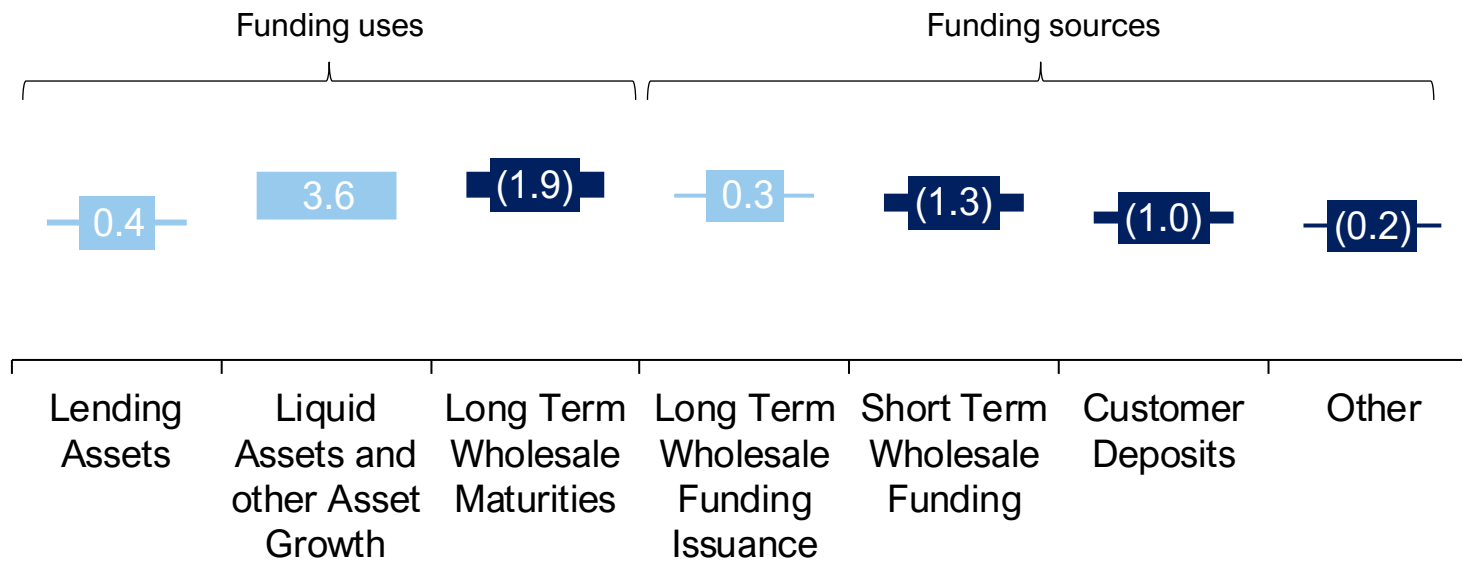 Funding uses
Funding sources
0.4
3.6
(1.9)
0.3
(1.3)
(1.0)
(0.2)
Lending
Assets
Liquid
Assets and
other Asset
Growth
Long Term
Wholesale
Maturities
Long Term
Wholesale
Funding
Issuance
Short Term
Wholesale
Funding
Customer
Deposits
Other